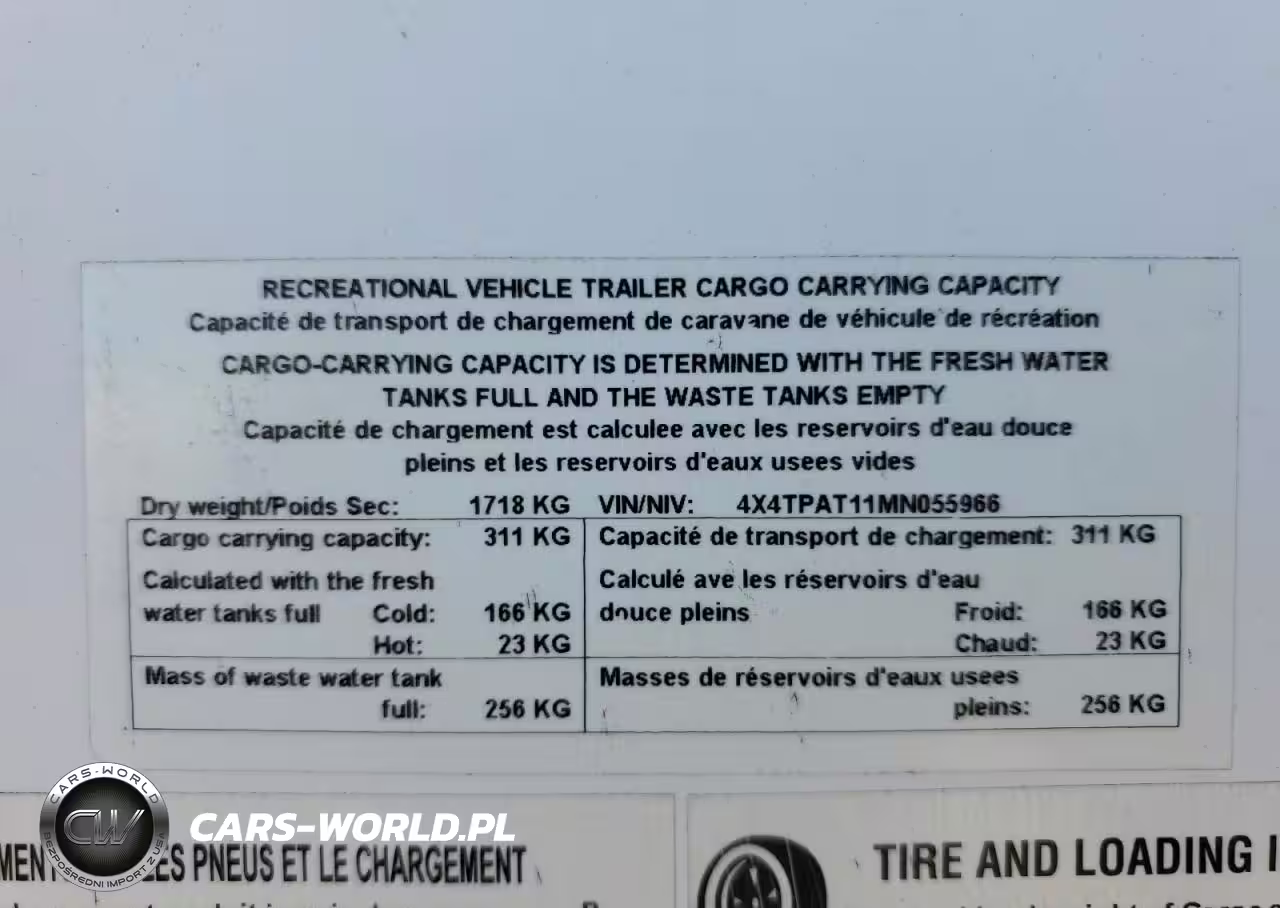 RECREATIONAL VEHICLE TRAILER CARGO CARRYING CAPACITY
Capacité de transport de chargement de caravane de véhicule de récréation
CARGO-CARRYING CAPACITY IS DETERMINED WITH THE FRESH WATER
TANKS FULL AND THE WASTE TANKS EMPTY
Capacité de chargement est calculee avec les reservoirs d'eau douce
pleins et les reservoirs d'eaux usees vides
Dry weight/Poids Sec: 1718 KG VIN/NIV: 4X4TPAT11MN055966
Cargo carrying capacity: 311 KG Capacité de transport de chargement: 311 KG
Calculated with the fresh Calculé ave les réservoirs d'eau
water tanks full Cold: 166 KG douce pleins Froid: 166 KG
Hot: 23 KG Chaud: 23 KG
Mass of waste water tank Masses de réservoirs d'eaux usees
full: 256 KG pleins: 256 KG
CARS-WORLD
CW
BEZPOŚREDNI IMPORT Z USA
CARS-WORLD.PL
PNEUS ET LE CHARGEMENT
TIRE AND LOADING